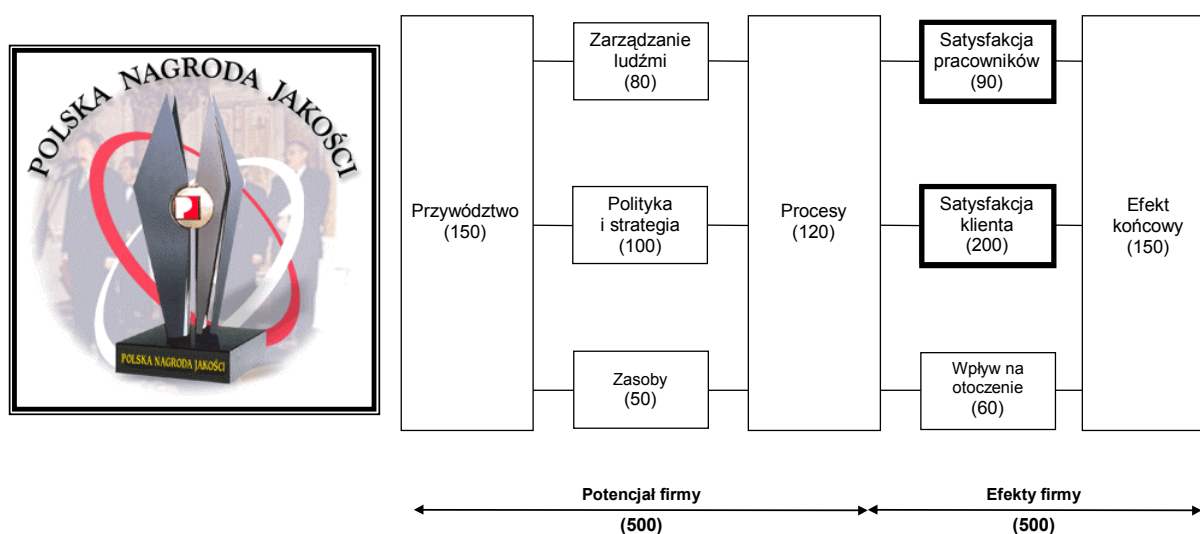 POLSKA NAGRODA JAKOŚCI
P
POLSKA NAGRODA JAKOŚCI
Przywództwo
(150)
Zarządzanie
ludźmi
(80)
Polityka
i strategia
(100)
Zasoby
(50)
Procesy
(120)
Satysfakcja
pracowników
(90)
Satysfakcja
klienta
(200)
Wpływ na
otoczenie
(60)
Efekt
końcowy
(150)
Potencjał firmy
(500)
Efekty firmy
(500)